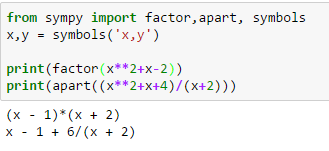 from sympy import factor,apart, symbols
x,y = symbols('x,y')
print(factor(x**2+x-2))
print(apart((x**2+x+4)/(x+2)))
(x - 1)*(x + 2)
x - 1 + 6/(x + 2)